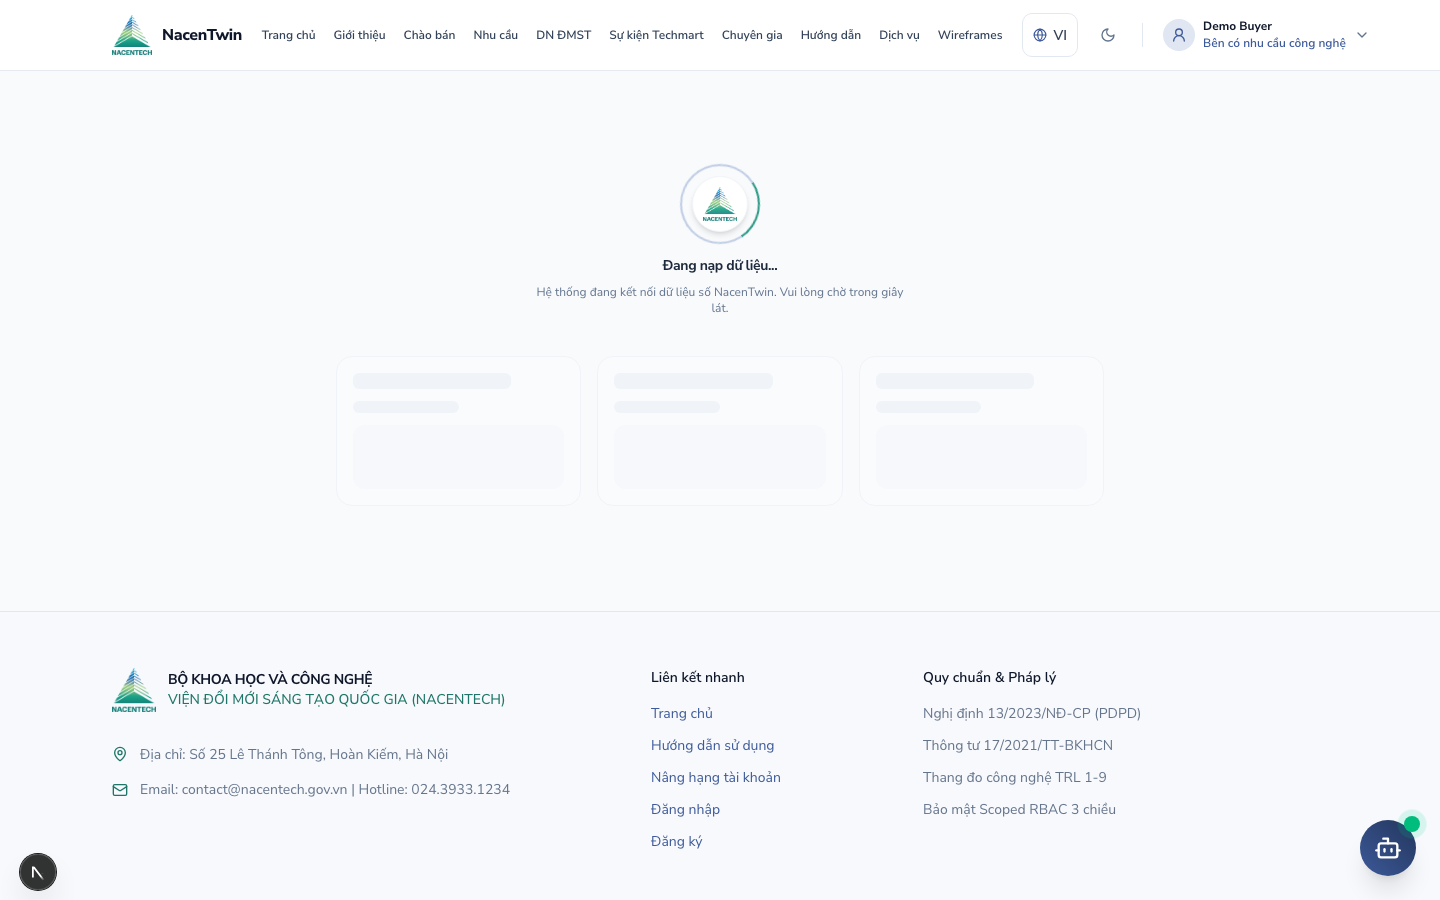 NACENTECH
NacenTwin
Trang chủ
Giới thiệu
Chào bán
Nhu cầu
DN ĐMST
Sự kiện Techmart
Chuyên gia
Hướng dẫn
Dịch vụ
Wireframes
VI
Demo Buyer
Bên có nhu cầu công nghệ
NACENTECH
Đang nạp dữ liệu...
Hệ thống đang kết nối dữ liệu số NacenTwin. Vui lòng chờ trong giây
lát.
NACENTECH
BỘ KHOA HỌC VÀ CÔNG NGHỆ
VIỆN ĐỔI MỚI SÁNG TẠO QUỐC GIA (NACENTECH)
Địa chỉ: Số 25 Lê Thánh Tông, Hoàn Kiếm, Hà Nội
Email: contact@nacentech.gov.vn | Hotline: 024.3933.1234
Liên kết nhanh
Trang chủ
Hướng dẫn sử dụng
Nâng hạng tài khoản
Đăng nhập
Đăng ký
Quy chuẩn & Pháp lý
Nghị định 13/2023/NĐ-CP (PDPD)
Thông tư 17/2021/TT-BKHCN
Thang đo công nghệ TRL 1-9
Bảo mật Scoped RBAC 3 chiều